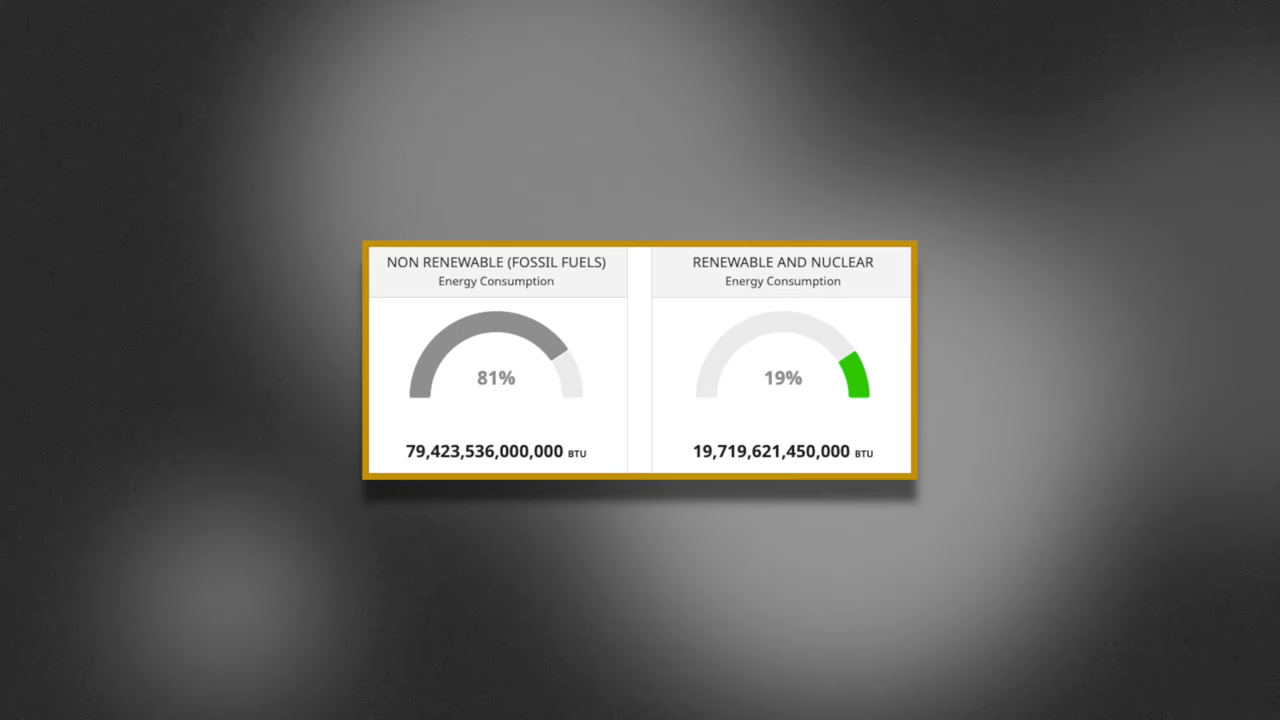 NON RENEWABLE (FOSSIL FUELS)
Energy Consumption
81%
79,423,536,000,000 BTU
RENEWABLE AND NUCLEAR
Energy Consumption
19%
19,719,621,450,000 BTU